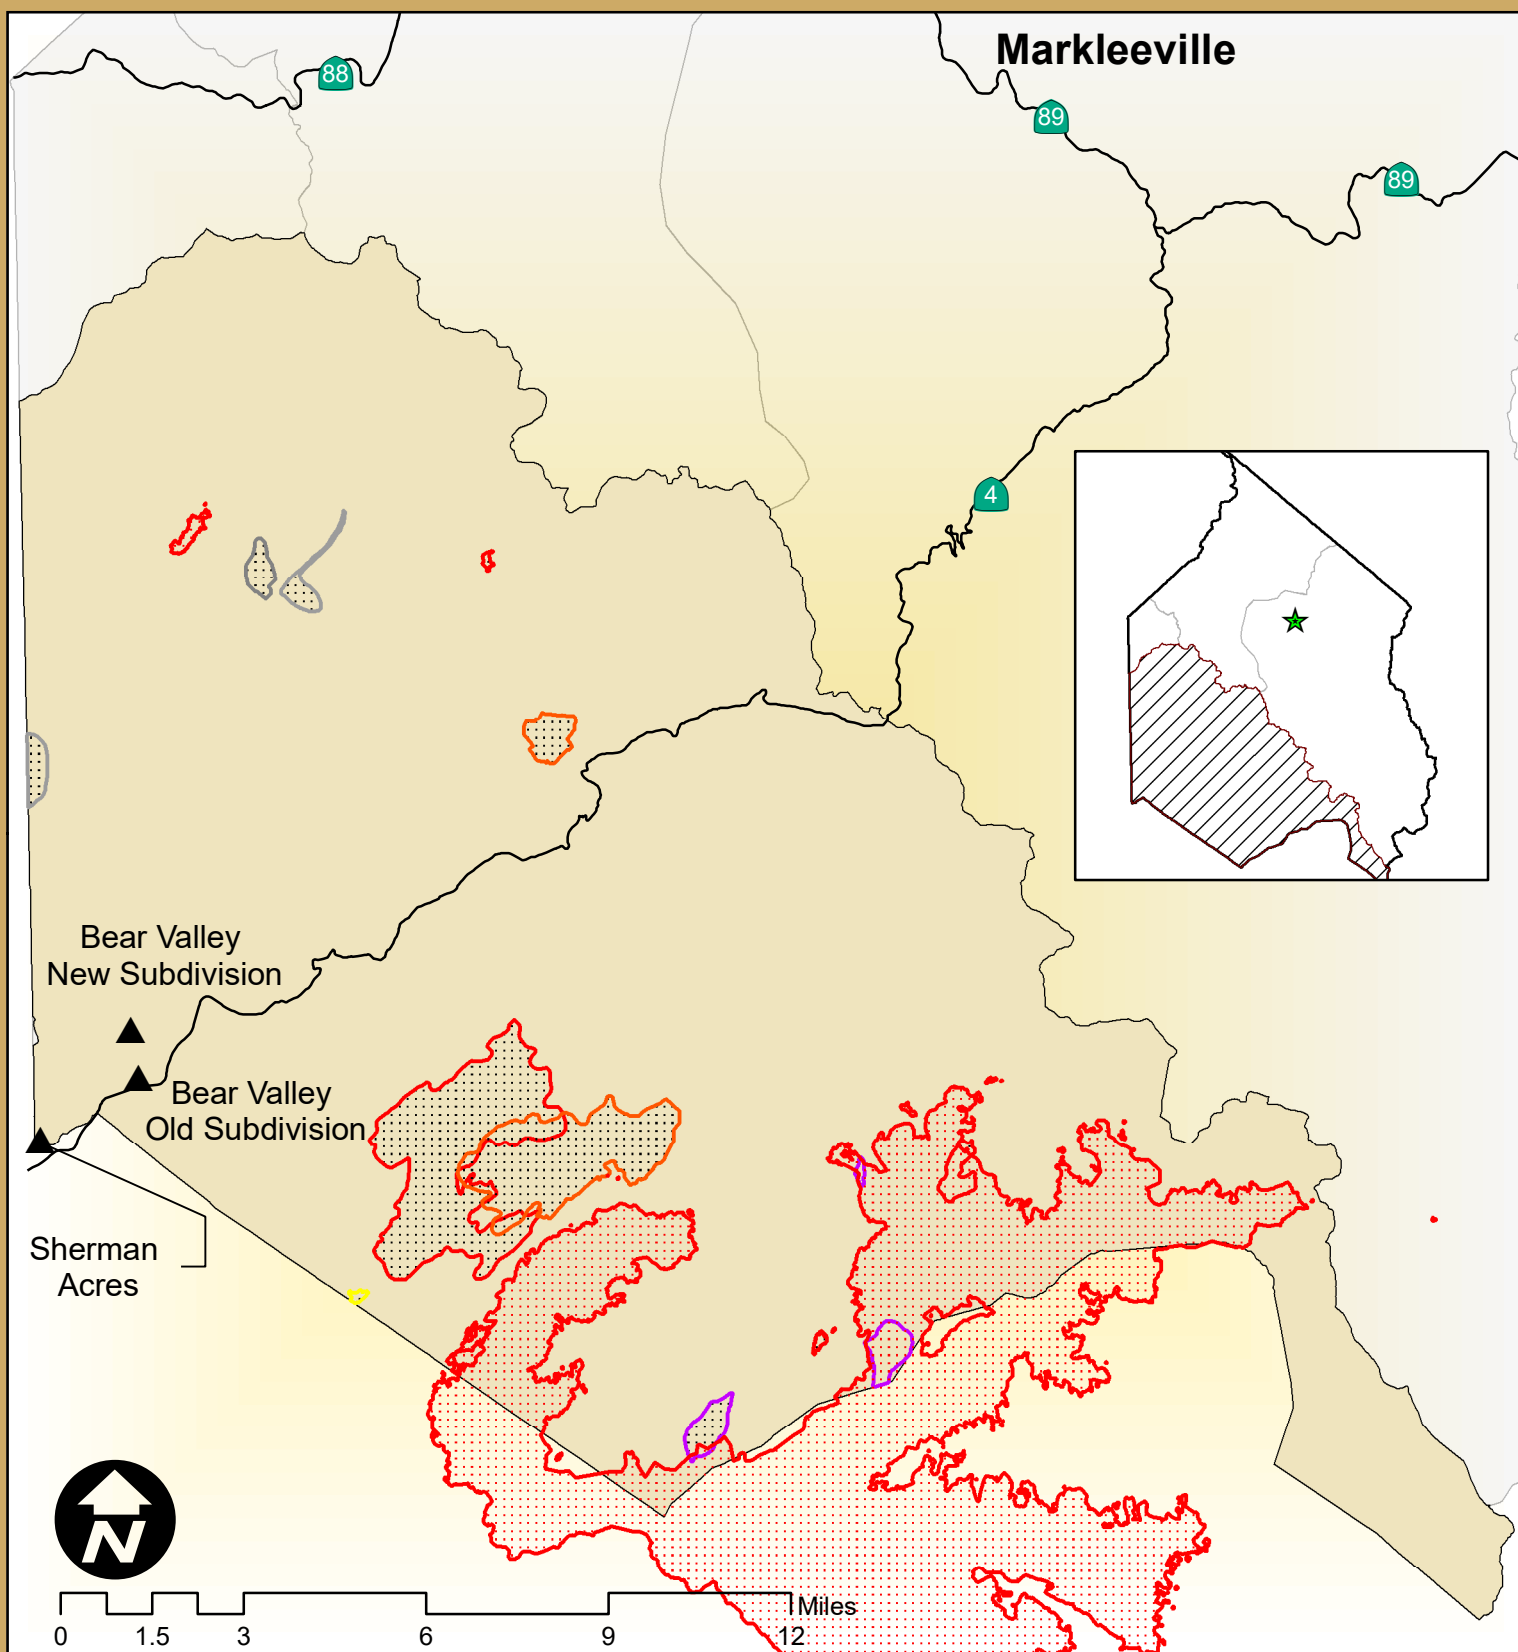 Markleeville
88
89
89
4
Bear Valley
New Subdivision
Bear Valley
Old Subdivision
Sherman
Acres
N
Miles
0 1.5 3 6 9 12